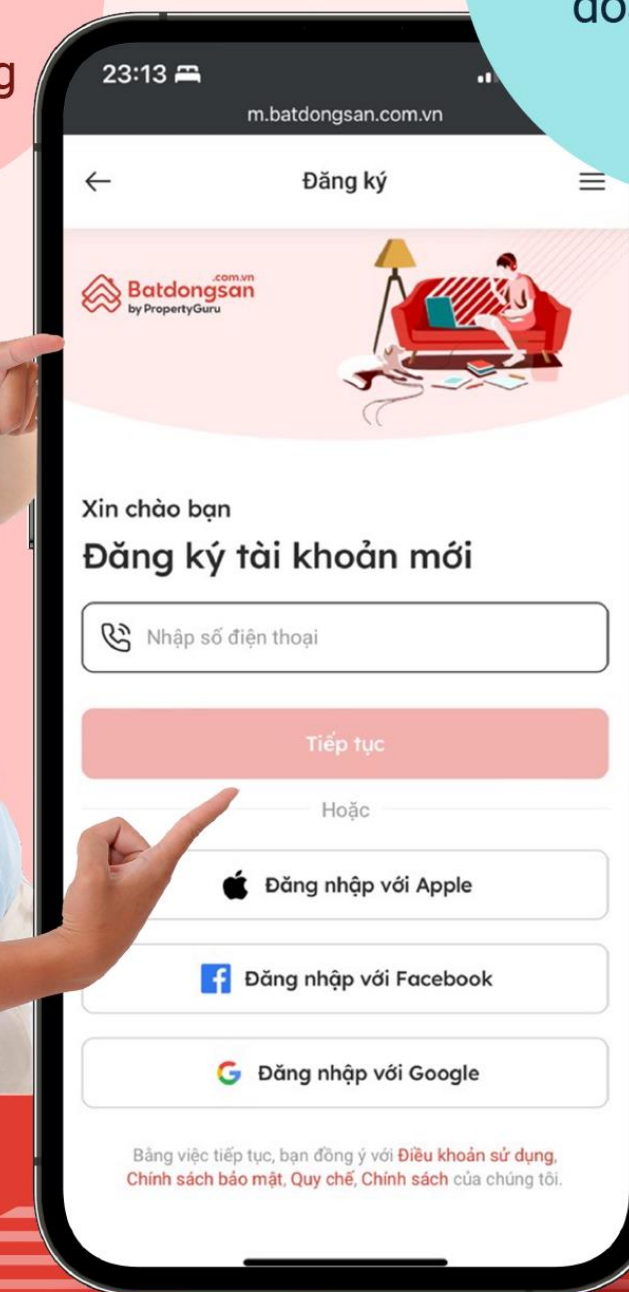 23:13
m.batdongsan.com.vn
Đăng ký
.com.vn
Batdongsan
by PropertyGuru
Xin chào bạn
Đăng ký tài khoản mới
Nhập số điện thoại
Tiếp tục
Hoặc
Đăng nhập với Apple
Đăng nhập với Facebook
Đăng nhập với Google
Bằng việc tiếp tục, bạn đồng ý với Điều khoản sử dụng,
Chính sách bảo mật, Quy chế, Chính sách của chúng tôi.